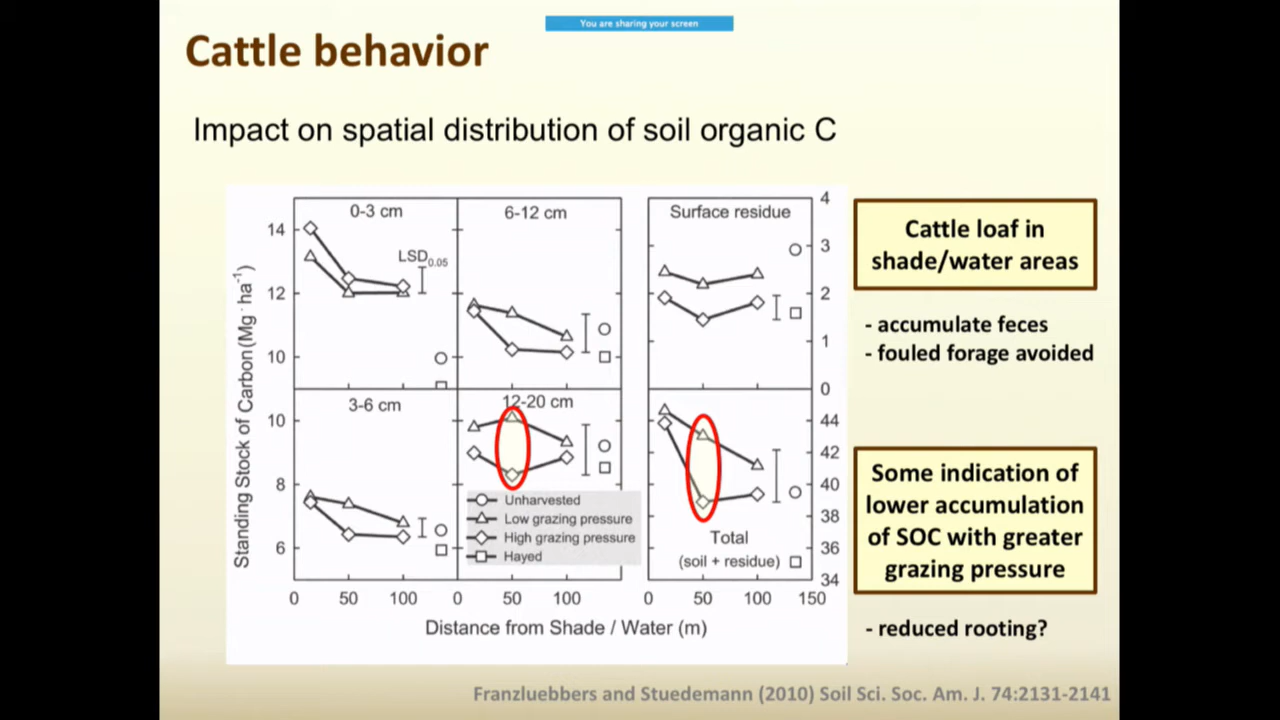 You are sharing your screen
Cattle behavior
Impact on spatial distribution of soil organic C
Standing Stock of Carbon (Mg · ha⁻¹)
0-3 cm
14
12
10
LSD0.05
6-12 cm
Surface residue
4
3
2
1
0
3-6 cm
10
8
6
12-20 cm
Unharvested
Low grazing pressure
High grazing pressure
Hayed
Total
(soil + residue)
44
42
40
38
36
34
0 50 100 0 50 100 0 50 100 150
Distance from Shade / Water (m)
Cattle loaf in
shade/water areas
- accumulate feces
- fouled forage avoided
Some indication of
lower accumulation
of SOC with greater
grazing pressure
- reduced rooting?
Franzluebbers and Stuedemann (2010) Soil Sci. Soc. Am. J. 74:2131-2141